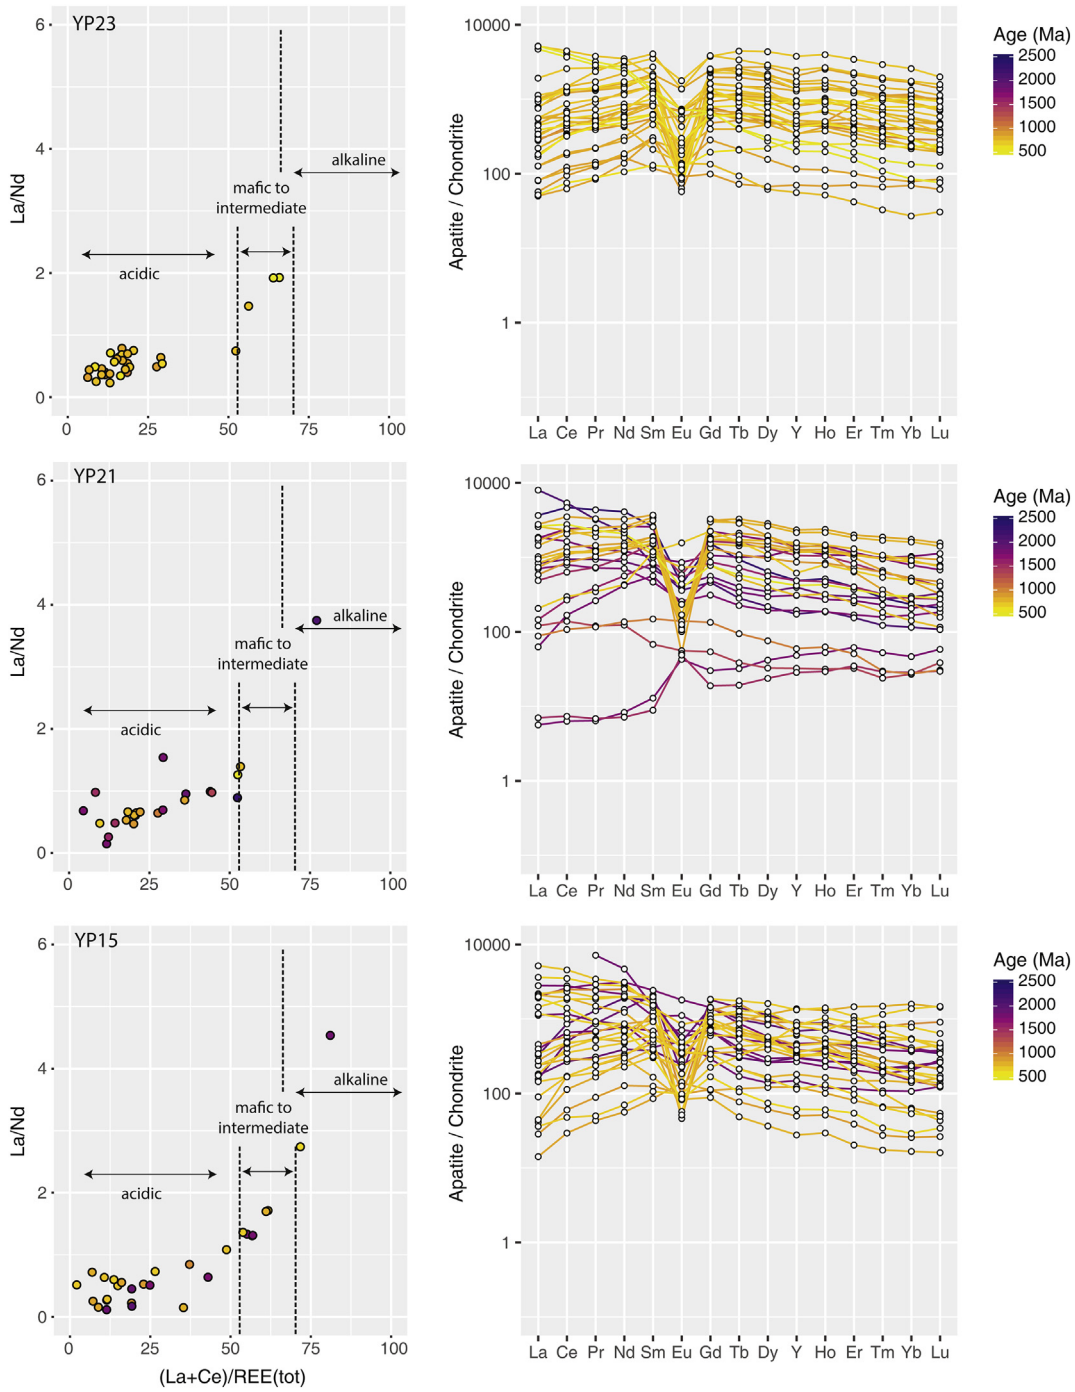 YP23
6
4
2
0
La/Nd
alkaline
mafic to
intermediate
acidic
0 25 50 75 100
10000
100
1
Apatite / Chondrite
La Ce Pr Nd Sm Eu Gd Tb Dy Y Ho Er Tm Yb Lu
Age (Ma)
2500
2000
1500
1000
500
YP21
6
4
2
0
La/Nd
alkaline
mafic to
intermediate
acidic
0 25 50 75 100
10000
100
1
Apatite / Chondrite
La Ce Pr Nd Sm Eu Gd Tb Dy Y Ho Er Tm Yb Lu
Age (Ma)
2500
2000
1500
1000
500
YP15
6
4
2
0
La/Nd
alkaline
mafic to
intermediate
acidic
0 25 50 75 100
(La+Ce)/REE(tot)
10000
100
1
Apatite / Chondrite
La Ce Pr Nd Sm Eu Gd Tb Dy Y Ho Er Tm Yb Lu
Age (Ma)
2500
2000
1500
1000
500